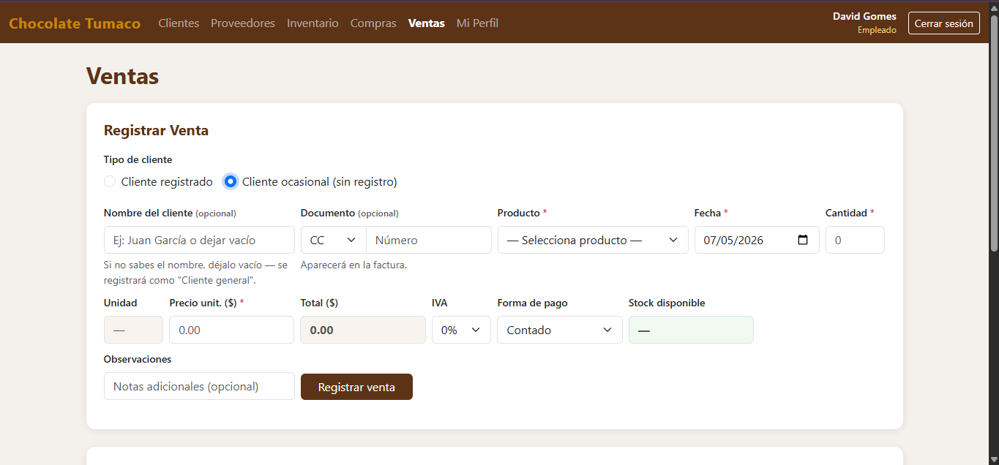 Chocolate Tumaco Clientes Proveedores Inventario Compras Ventas Mi Perfil David Gomes Cerrar sesión
Empleado
Ventas
Registrar Venta
Tipo de cliente
Cliente registrado Cliente ocasional (sin registro)
Nombre del cliente (opcional) Documento (opcional) Producto * Fecha * Cantidad *
Ej: Juan García o dejar vacío CC Número — Selecciona producto — 07/05/2026 0
Si no sabes el nombre, déjalo vacío — se Aparecerá en la factura.
registrará como "Cliente general".
Unidad Precio unit. ($) * Total ($) IVA Forma de pago Stock disponible
— 0.00 0.00 0% Contado —
Observaciones
Notas adicionales (opcional) Registrar venta